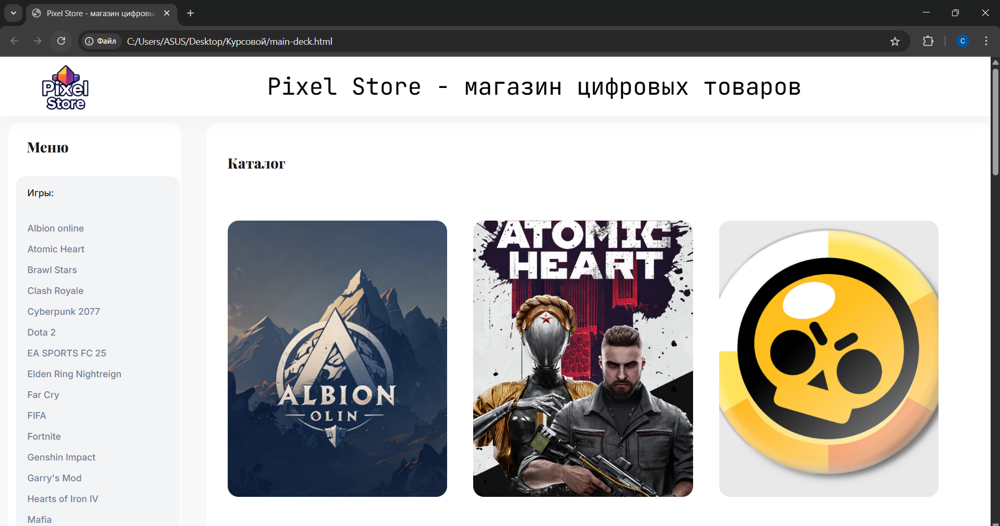 Pixel Store - магазин цифровы
Файл
C:/Users/ASUS/Desktop/Курсовой/main-deck.html
C
Pixel
Store
Pixel Store - магазин цифровых товаров
Меню
Каталог
Игры:
Albion online
Atomic Heart
Brawl Stars
Clash Royale
Cyberpunk 2077
Dota 2
EA SPORTS FC 25
Elden Ring Nightreign
Far Cry
FIFA
Fortnite
Genshin Impact
Garry's Mod
Hearts of Iron IV
Mafia
ALBION
OLIN
ATOMIC
HEART